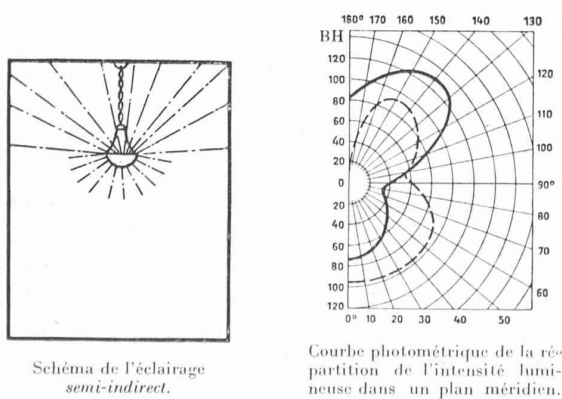 180° 170 160 150 140 130
BH
120
100
80
60
40
20
0
20
40
60
80
100
120
120
110
100
90°
80
70
60
0° 10 20 30 40 50
Schéma de l'éclairage
semi-indirect.
Courbe photométrique de la ré-
partition de l'intensité lumi-
neuse dans un plan méridien.